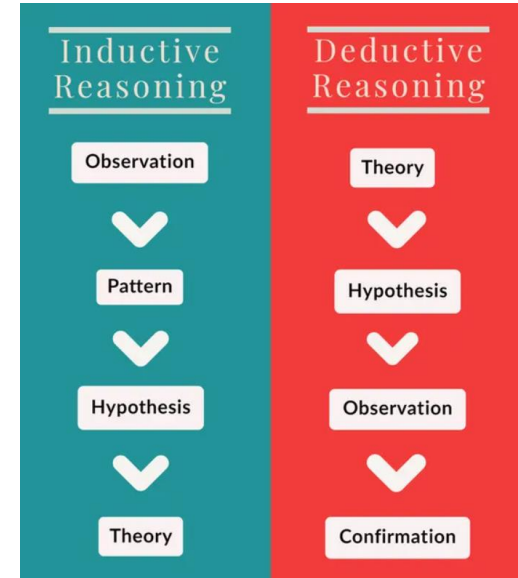 Inductive
Reasoning
Observation
Pattern
Hypothesis
Theory
Deductive
Reasoning
Theory
Hypothesis
Observation
Confirmation